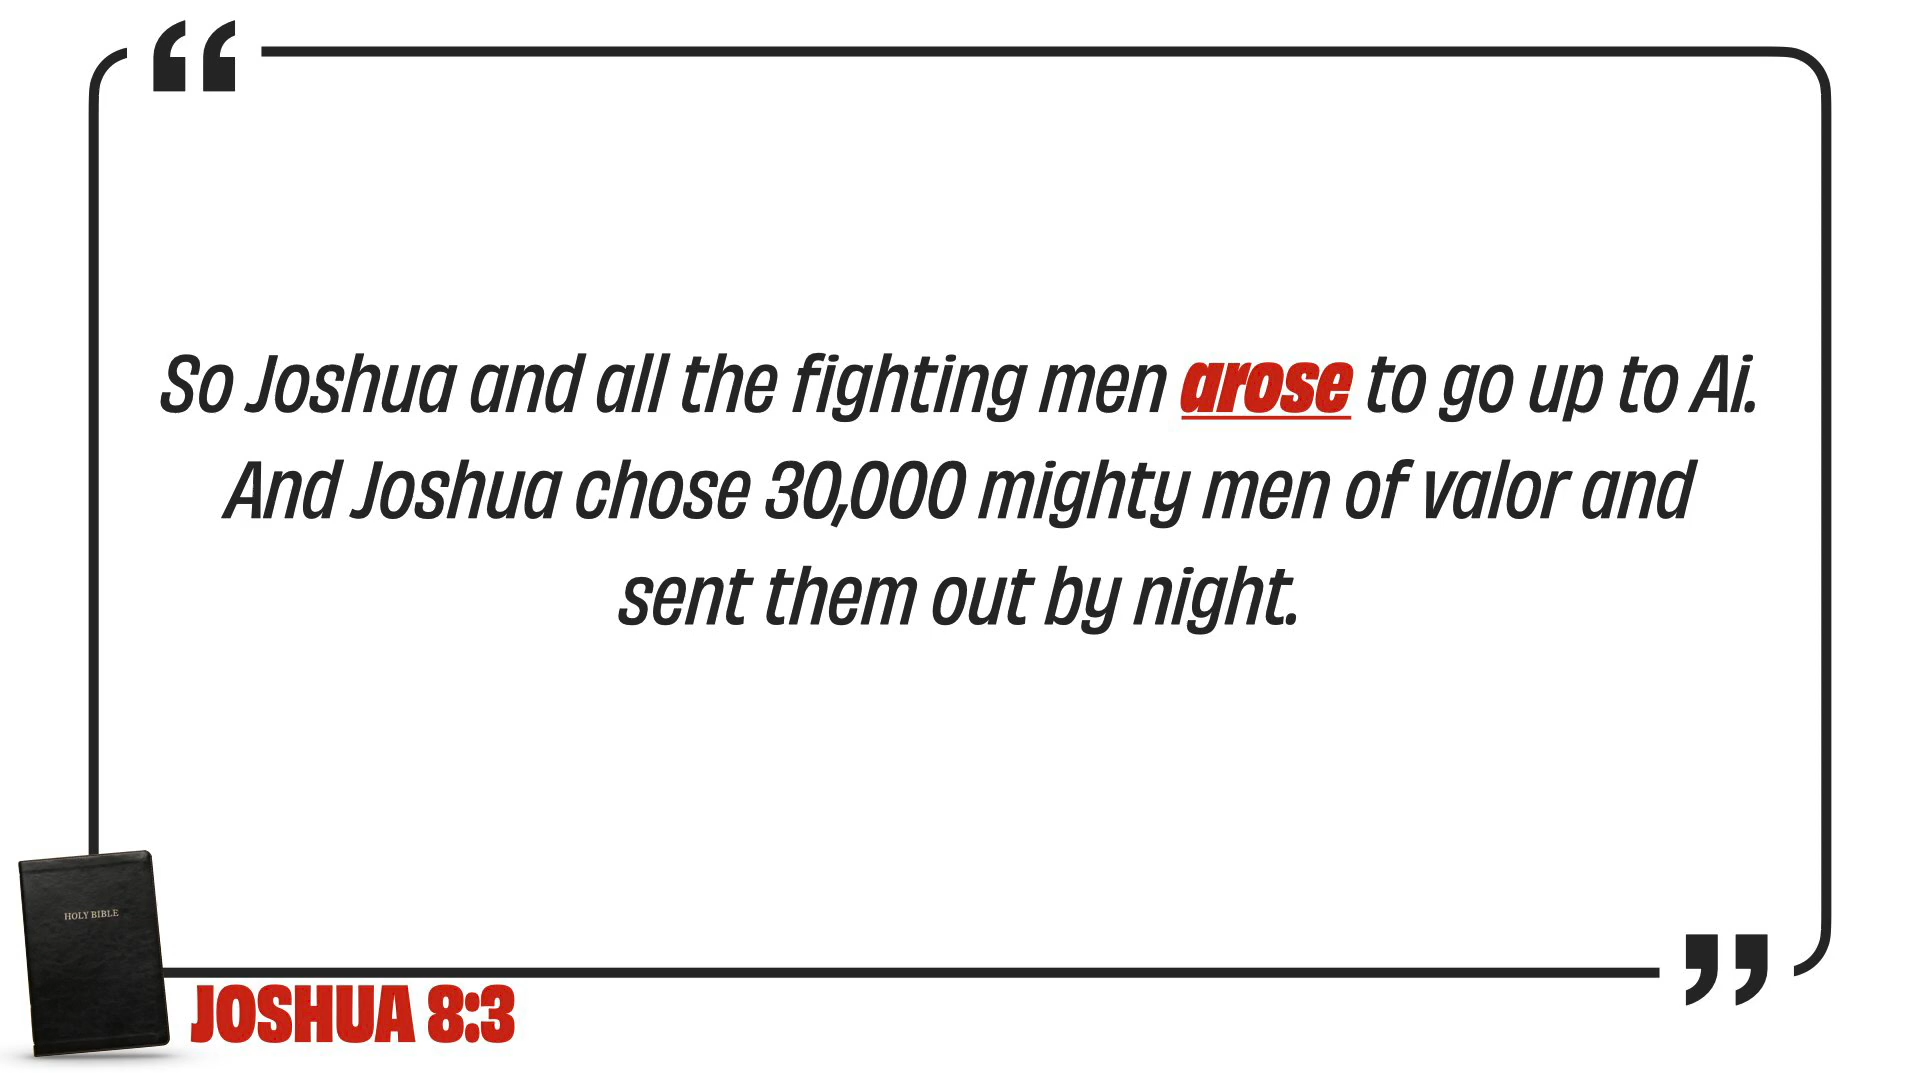 “
So Joshua and all the fighting men arose to go up to Ai.
And Joshua chose 30,000 mighty men of valor and
sent them out by night.
”
HOLY BIBLE
JOSHUA 8:3